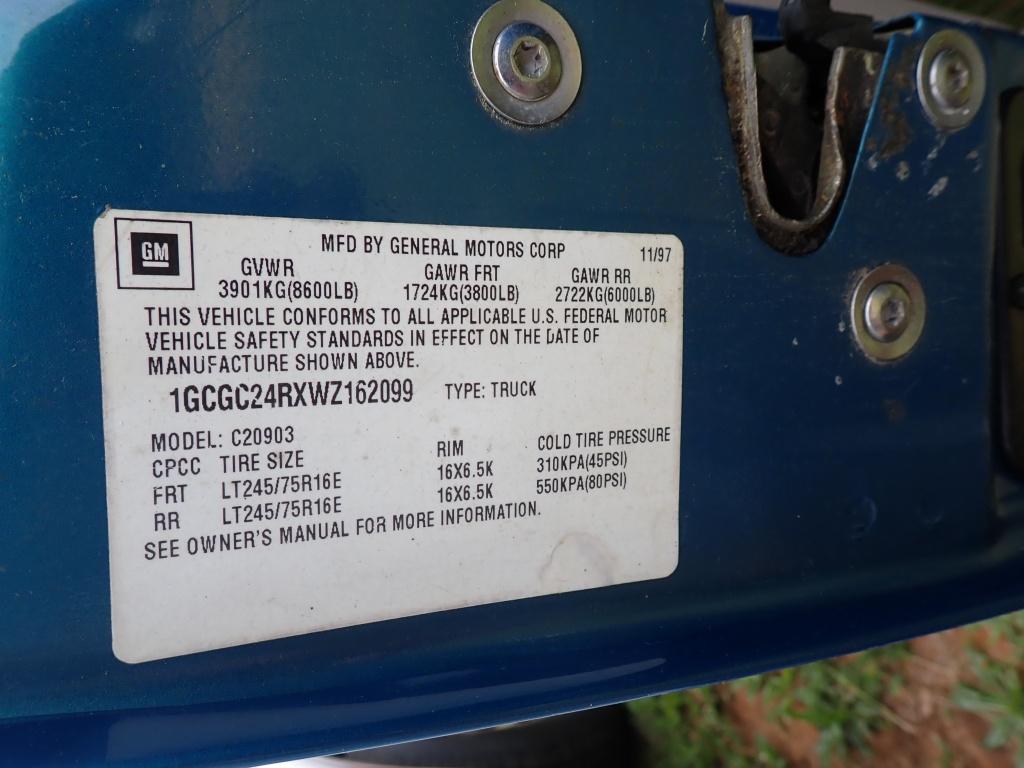 GM
MFD BY GENERAL MOTORS CORP 11/97
GVWR GAWR FRT GAWR RR
3901KG(8600LB) 1724KG(3800LB) 2722KG(6000LB)
THIS VEHICLE CONFORMS TO ALL APPLICABLE U.S. FEDERAL MOTOR
VEHICLE SAFETY STANDARDS IN EFFECT ON THE DATE OF
MANUFACTURE SHOWN ABOVE.
1GCGC24RXWZ162099 TYPE: TRUCK
MODEL: C20903
CPCC TIRE SIZE RIM COLD TIRE PRESSURE
FRT LT245/75R16E 16X6.5K 310KPA(45PSI)
RR LT245/75R16E 16X6.5K 550KPA(80PSI)
SEE OWNER'S MANUAL FOR MORE INFORMATION.